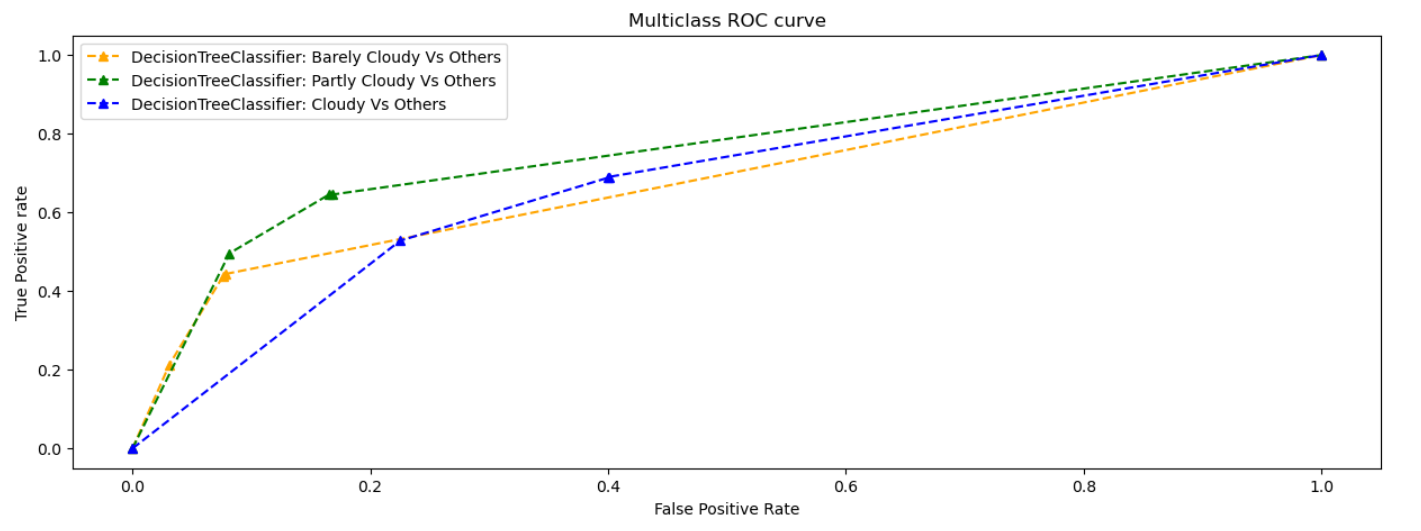 Multiclass ROC curve
DecisionTreeClassifier: Barely Cloudy Vs Others
DecisionTreeClassifier: Partly Cloudy Vs Others
DecisionTreeClassifier: Cloudy Vs Others
1.0
0.8
0.6
0.4
0.2
0.0
True Positive rate
0.0 0.2 0.4 0.6 0.8 1.0
False Positive Rate